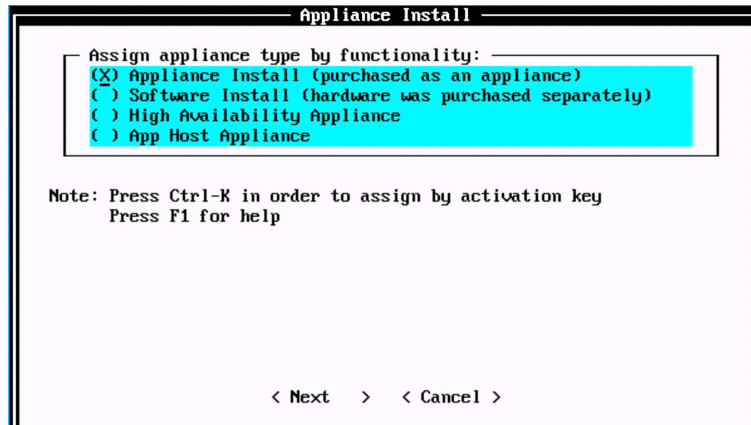 Appliance Install
Assign appliance type by functionality:
(X) Appliance Install (purchased as an appliance)
( ) Software Install (hardware was purchased separately)
( ) High Availability Appliance
( ) App Host Appliance
Note: Press Ctrl-K in order to assign by activation key
Press F1 for help
< Next > < Cancel >